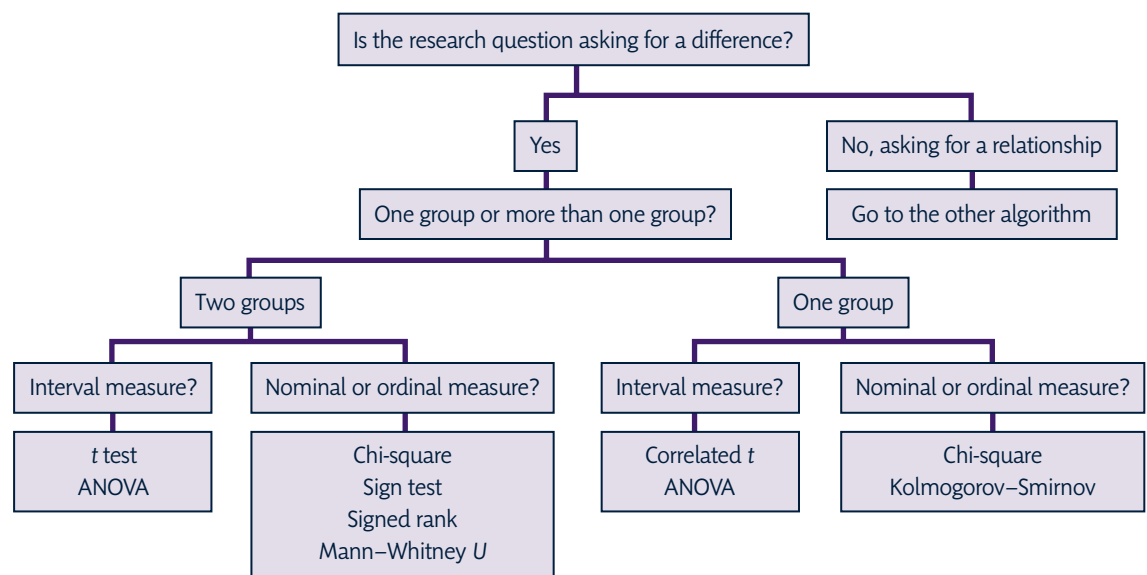 Is the research question asking for a difference?
Yes
No, asking for a relationship
One group or more than one group?
Go to the other algorithm
Two groups
One group
Interval measure?
Nominal or ordinal measure?
Interval measure?
Nominal or ordinal measure?
t test
ANOVA
Chi-square
Sign test
Signed rank
Mann–Whitney U
Correlated t
ANOVA
Chi-square
Kolmogorov–Smirnov